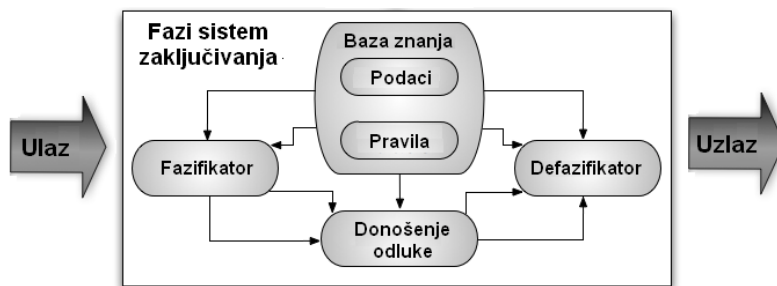 Fazi sistem
zaključivanja
Baza znanja
Podaci
Pravila
Ulaz
Fazifikator
Defazifikator
Uzlaz
Donošenje
odluke